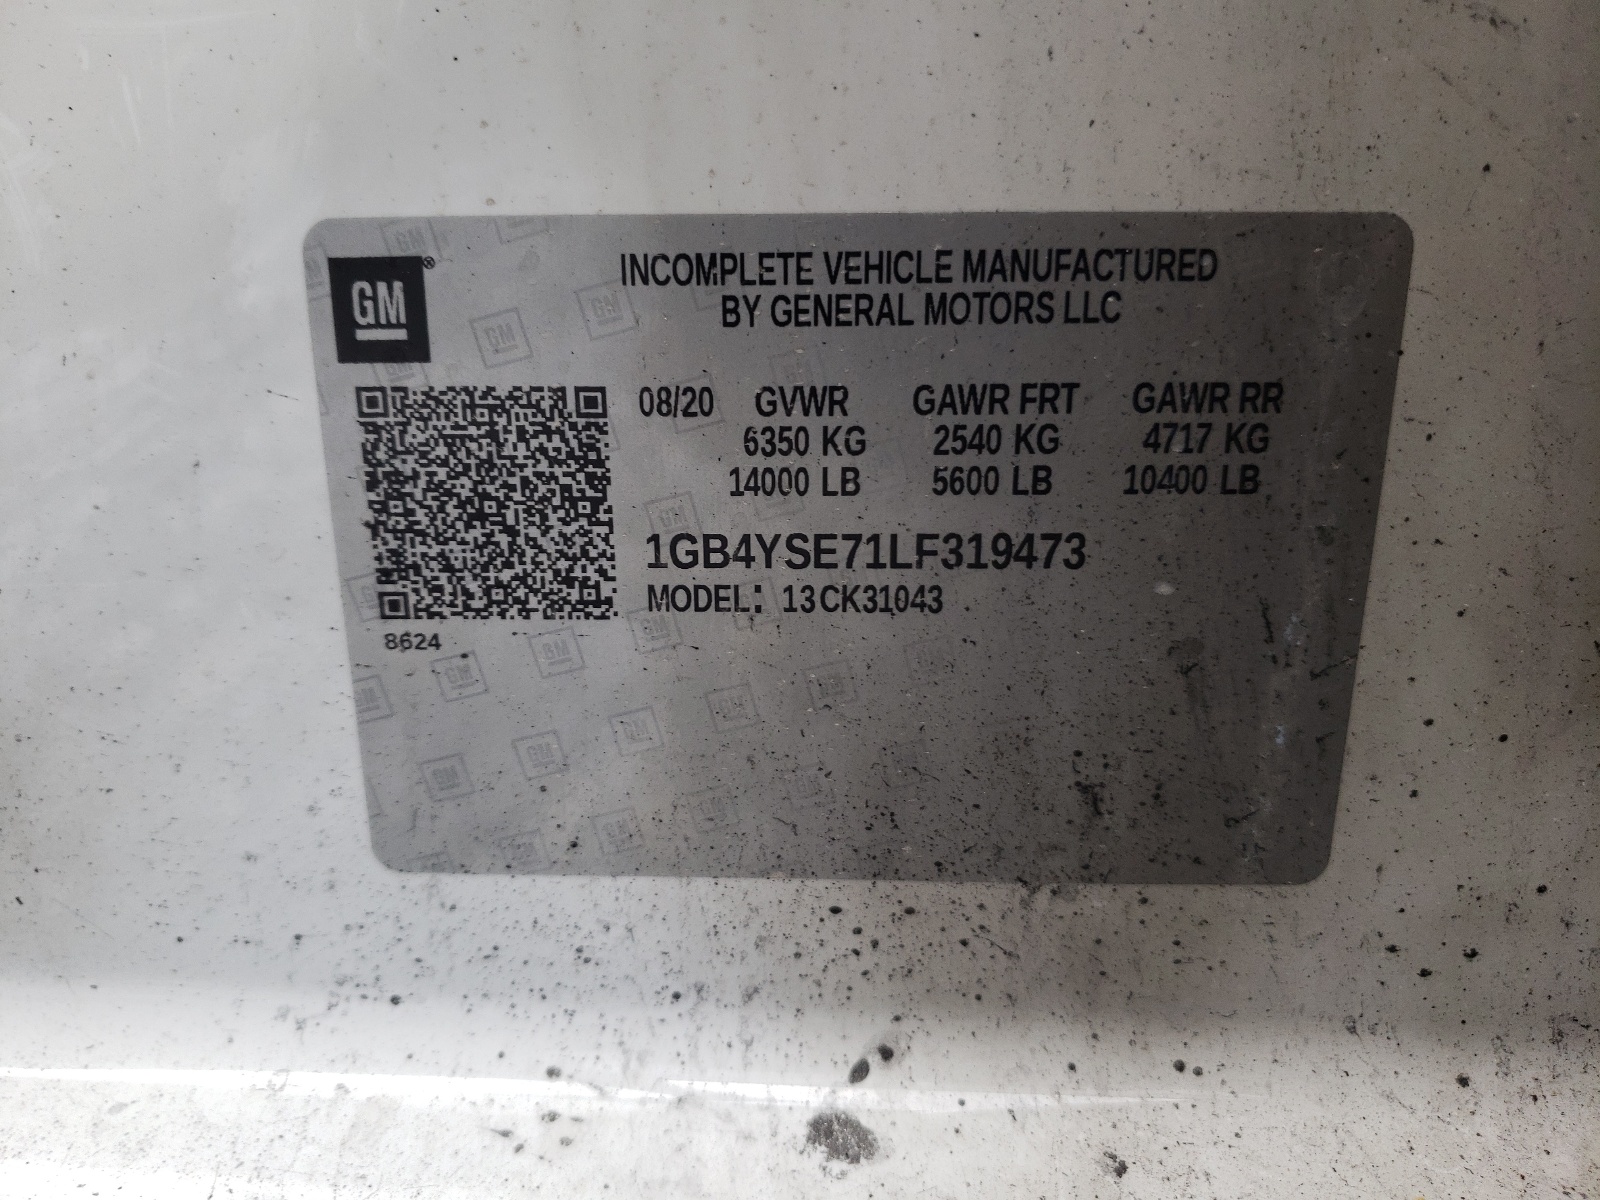 GM®
INCOMPLETE VEHICLE MANUFACTURED
BY GENERAL MOTORS LLC
08/20 GVWR GAWR FRT GAWR RR
6350 KG 2540 KG 4717 KG
14000 LB 5600 LB 10400 LB
1GB4YSE71LF319473
MODEL: 13CK31043
8624